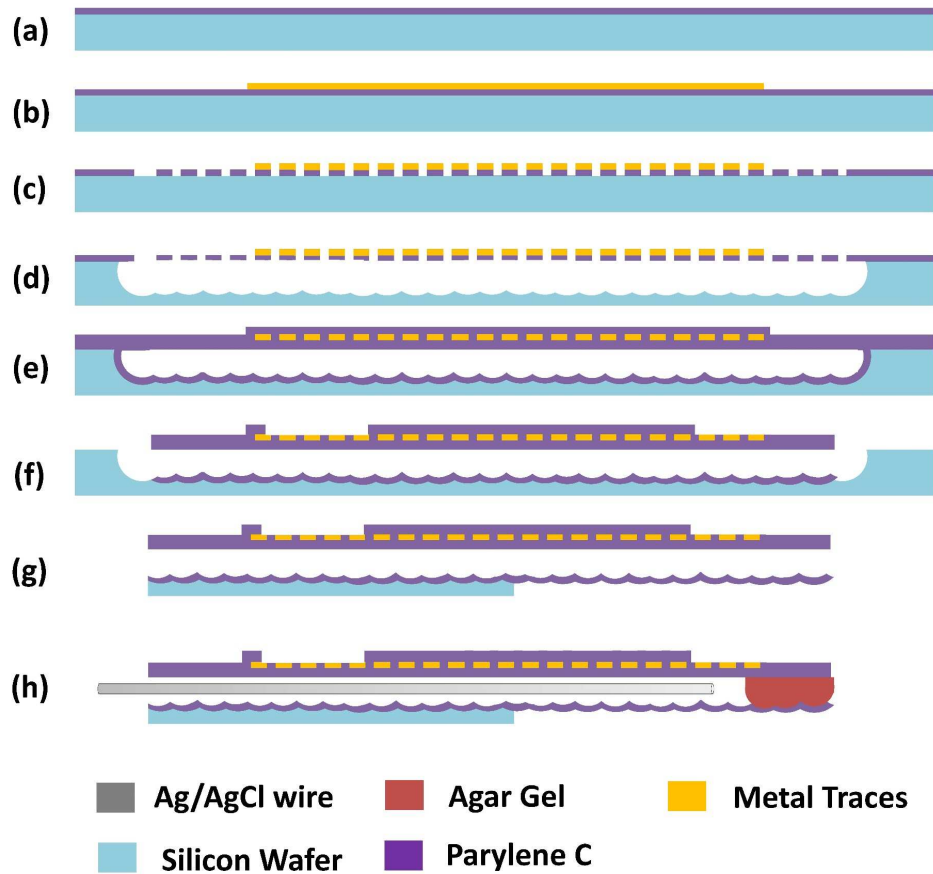 (a)
(b)
(c)
(d)
(e)
(f)
(g)
(h)
Ag/AgCl wire
Agar Gel
Metal Traces
Silicon Wafer
Parylene C